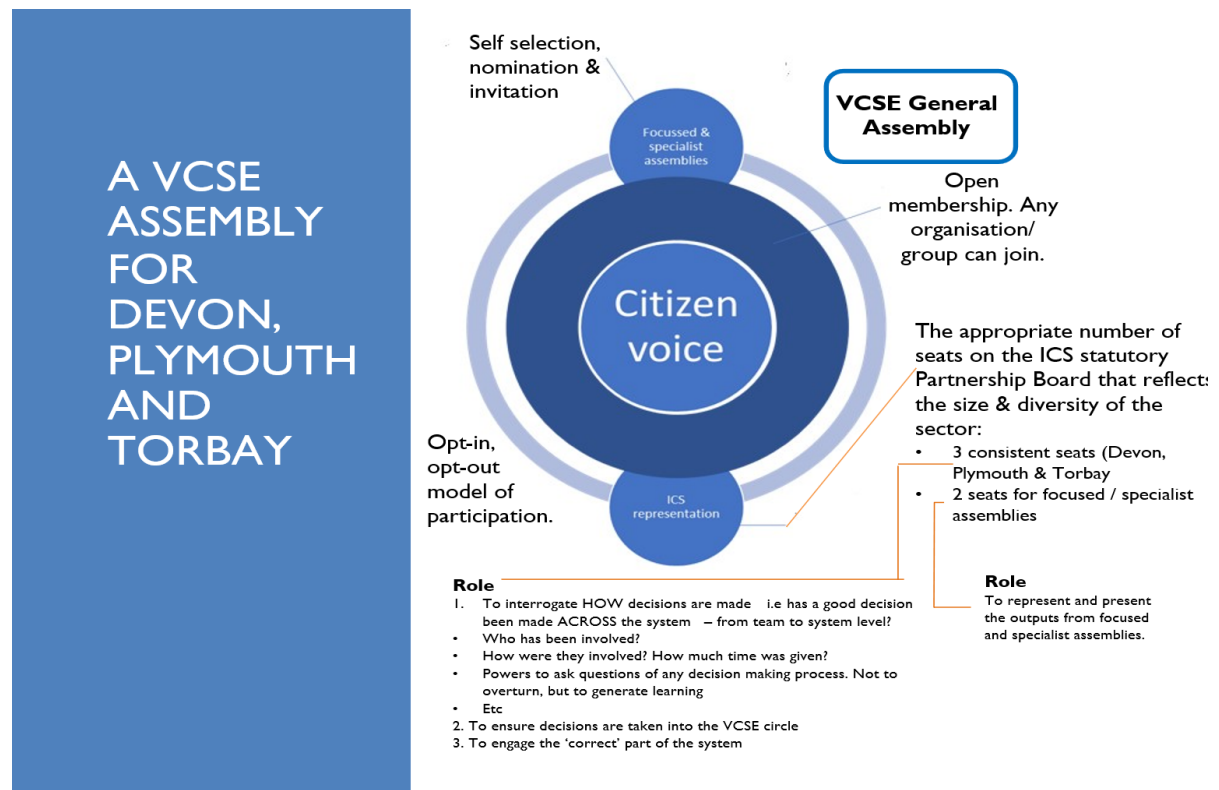 A VCSE
ASSEMBLY
FOR
DEVON,
PLYMOUTH
AND
TORBAY
Self selection,
nomination &
invitation
Focussed &
specialist
assemblies
VCSE General
Assembly
Open
membership. Any
organisation/
group can join.
Citizen
voice
The appropriate number of
seats on the ICS statutory
Partnership Board that reflects
the size & diversity of the
sector:
• 3 consistent seats (Devon,
Plymouth & Torbay
• 2 seats for focused / specialist
assemblies
Opt-in,
opt-out
model of
participation.
ICS
representation
Role
1. To interrogate HOW decisions are made i.e has a good decision
been made ACROSS the system – from team to system level?
• Who has been involved?
• How were they involved? How much time was given?
• Powers to ask questions of any decision making process. Not to
overturn, but to generate learning
• Etc
2. To ensure decisions are taken into the VCSE circle
3. To engage the ‘correct’ part of the system
Role
To represent and present
the outputs from focused
and specialist assemblies.